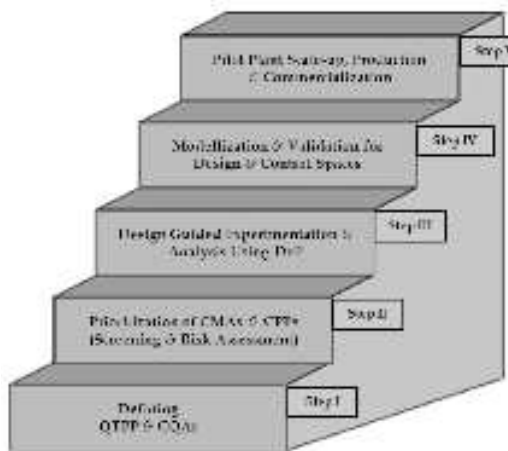 Pilot Plant Scale-up, Production
& Commercialization
Step V
Modellization & Validation for
Design & Control Spaces
Step IV
Design Guided Experimentation &
Analysis Using DoE
Step III
Prioritization of CMAs & CPPs
(Screening & Risk Assessment)
Step II
Defining
QTPP & CQAs
Step I